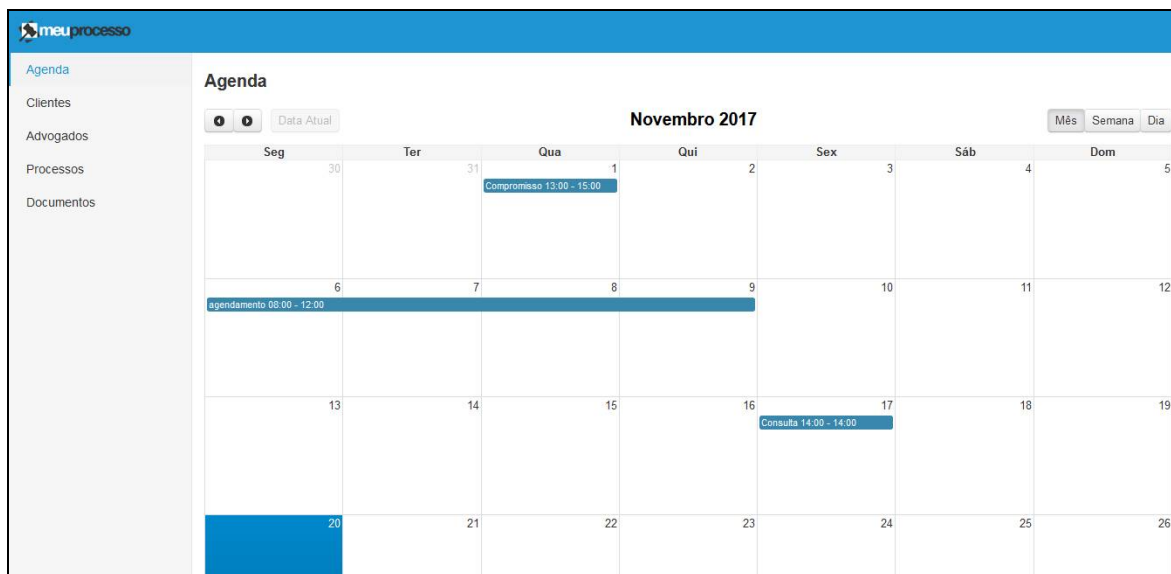 meuprocesso
Agenda
Clientes
Advogados
Processos
Documentos
Agenda
Data Atual
Novembro 2017
Mês Semana Dia
Seg Ter Qua Qui Sex Sáb Dom
30 31 1 2 3 4 5
Compromisso 13:00 - 15:00
6 7 8 9 10 11 12
agendamento 08:00 - 12:00
13 14 15 16 17 18 19
Consulta 14:00 - 14:00
20 21 22 23 24 25 26